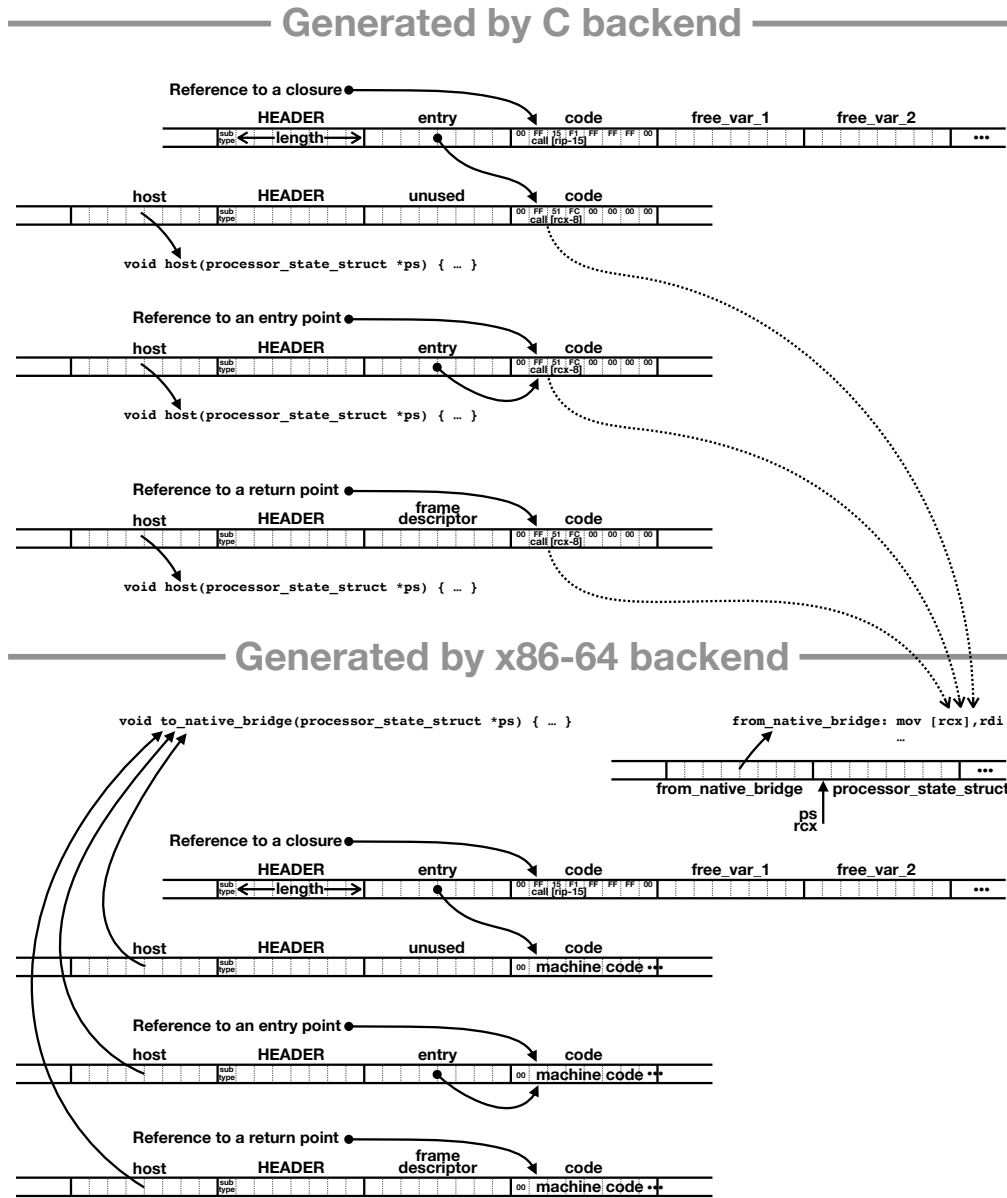 Generated by C backend
Reference to a closure
HEADER entry code free_var_1 free_var_2
sub type length 00 FF 15 F1 FF FF FF 00 call [rip-15] •••
host HEADER unused code
sub type 00 FF 51 FC 00 00 00 00 call [rcx-8]
void host(processor_state_struct *ps) { … }
Reference to an entry point
host HEADER entry code
sub type 00 FF 51 FC 00 00 00 00 call [rcx-8]
void host(processor_state_struct *ps) { … }
Reference to a return point
host HEADER frame descriptor code
sub type 00 FF 51 FC 00 00 00 00 call [rcx-8]
void host(processor_state_struct *ps) { … }
Generated by x86-64 backend
void to_native_bridge(processor_state_struct *ps) { … } from_native_bridge: mov [rcx],rdi
…
•••
from_native_bridge processor_state_struct
ps
rcx
Reference to a closure
HEADER entry code free_var_1 free_var_2
sub type length 00 FF 15 F1 FF FF FF 00 call [rip-15] •••
host HEADER unused code
sub type 00 machine code •••
Reference to an entry point
host HEADER entry code
sub type 00 machine code •••
Reference to a return point
host HEADER frame descriptor code
sub type 00 machine code •••